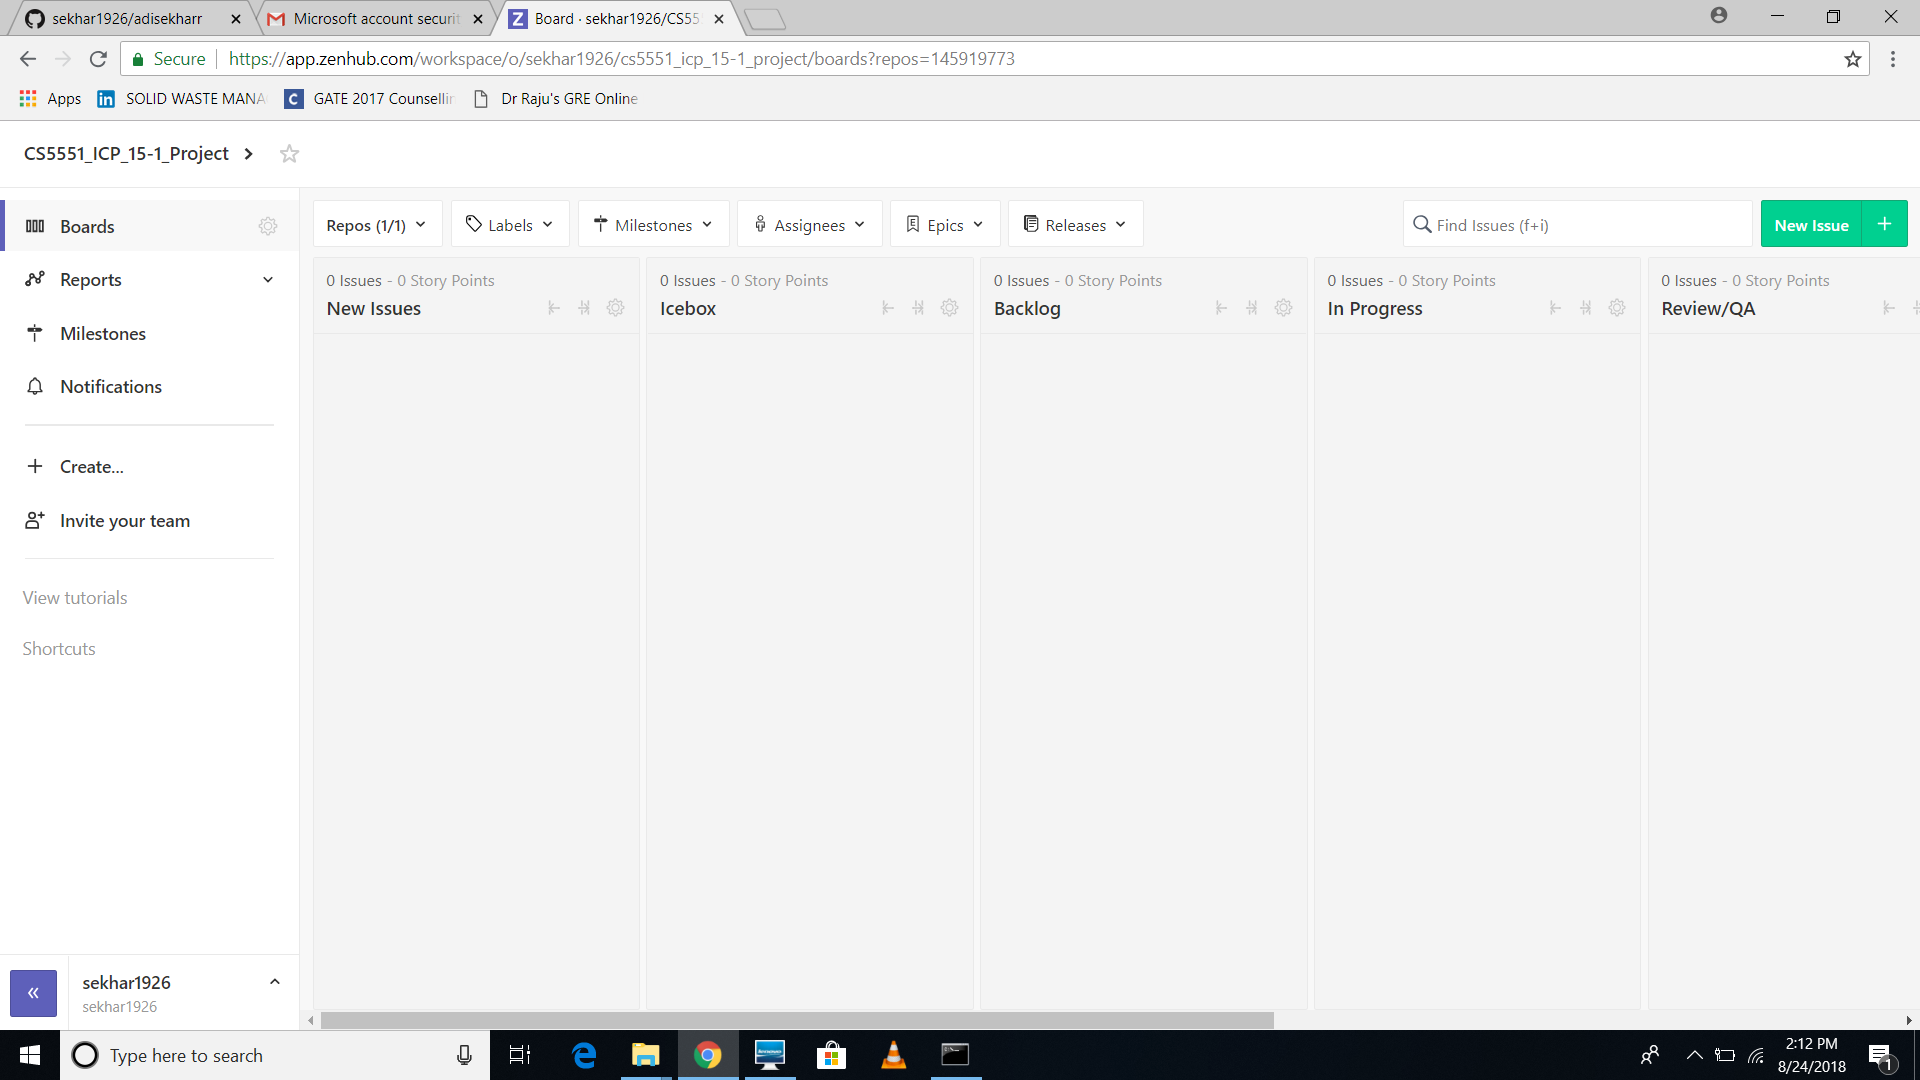 sekhar1926/adisekharr
Microsoft account securit
Board · sekhar1926/CS55
Secure
https://app.zenhub.com/workspace/o/sekhar1926/cs5551_icp_15-1_project/boards?repos=145919773
Apps
SOLID WASTE MANA
GATE 2017 Counsellin
Dr Raju's GRE Online
CS5551_ICP_15-1_Project
Boards
Reports
Milestones
Notifications
Create...
Invite your team
View tutorials
Shortcuts
sekhar1926
sekhar1926
Repos (1/1)
Labels
Milestones
Assignees
Epics
Releases
Find Issues (f+i)
New Issue
0 Issues - 0 Story Points
New Issues
0 Issues - 0 Story Points
Icebox
0 Issues - 0 Story Points
Backlog
0 Issues - 0 Story Points
In Progress
0 Issues - 0 Story Points
Review/QA
Type here to search
2:12 PM
8/24/2018
1